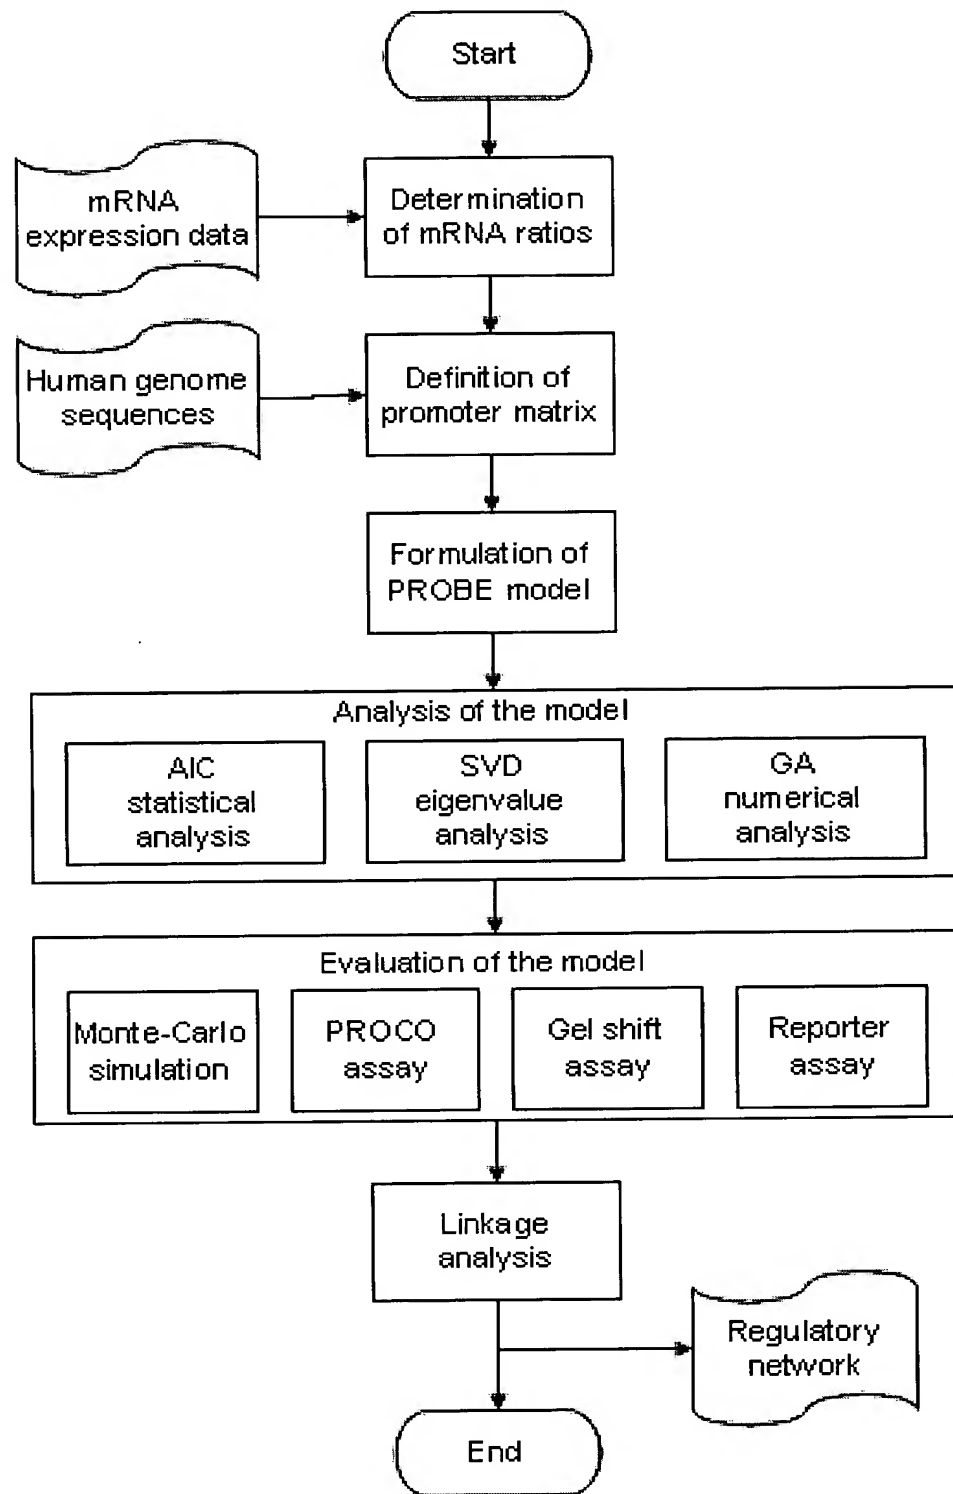 Start
mRNA
expression data
Determination
of mRNA ratios
Human genome
sequences
Definition of
promoter matrix
Formulation of
PROBE model
Analysis of the model
AIC
statistical
analysis
SVD
eigenvalue
analysis
GA
numerical
analysis
Evaluation of the model
Monte-Carlo
simulation
PROCO
assay
Gel shift
assay
Reporter
assay
Linkage
analysis
Regulatory
network
End